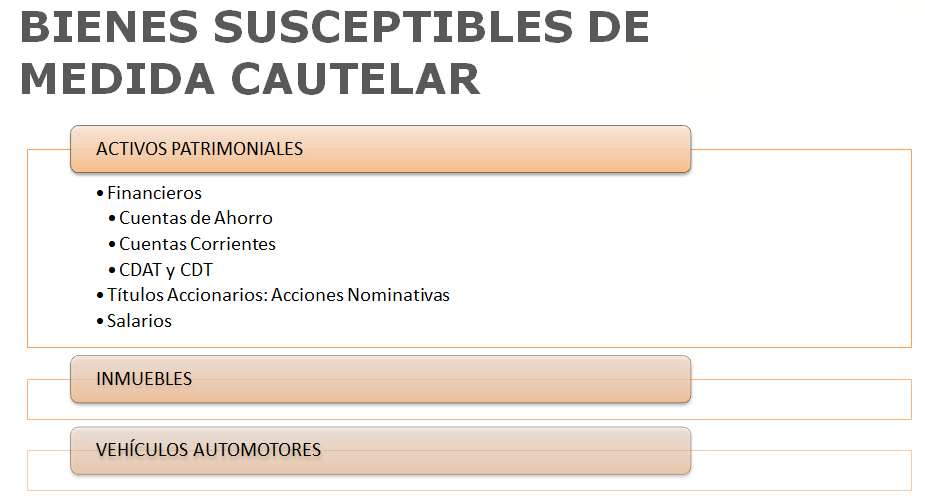 BIENES SUSCEPTIBLES DE
MEDIDA CAUTELAR
ACTIVOS PATRIMONIALES
• Financieros
• Cuentas de Ahorro
• Cuentas Corrientes
• CDAT y CDT
• Títulos Accionarios: Acciones Nominativas
• Salarios
INMUEBLES
VEHÍCULOS AUTOMOTORES